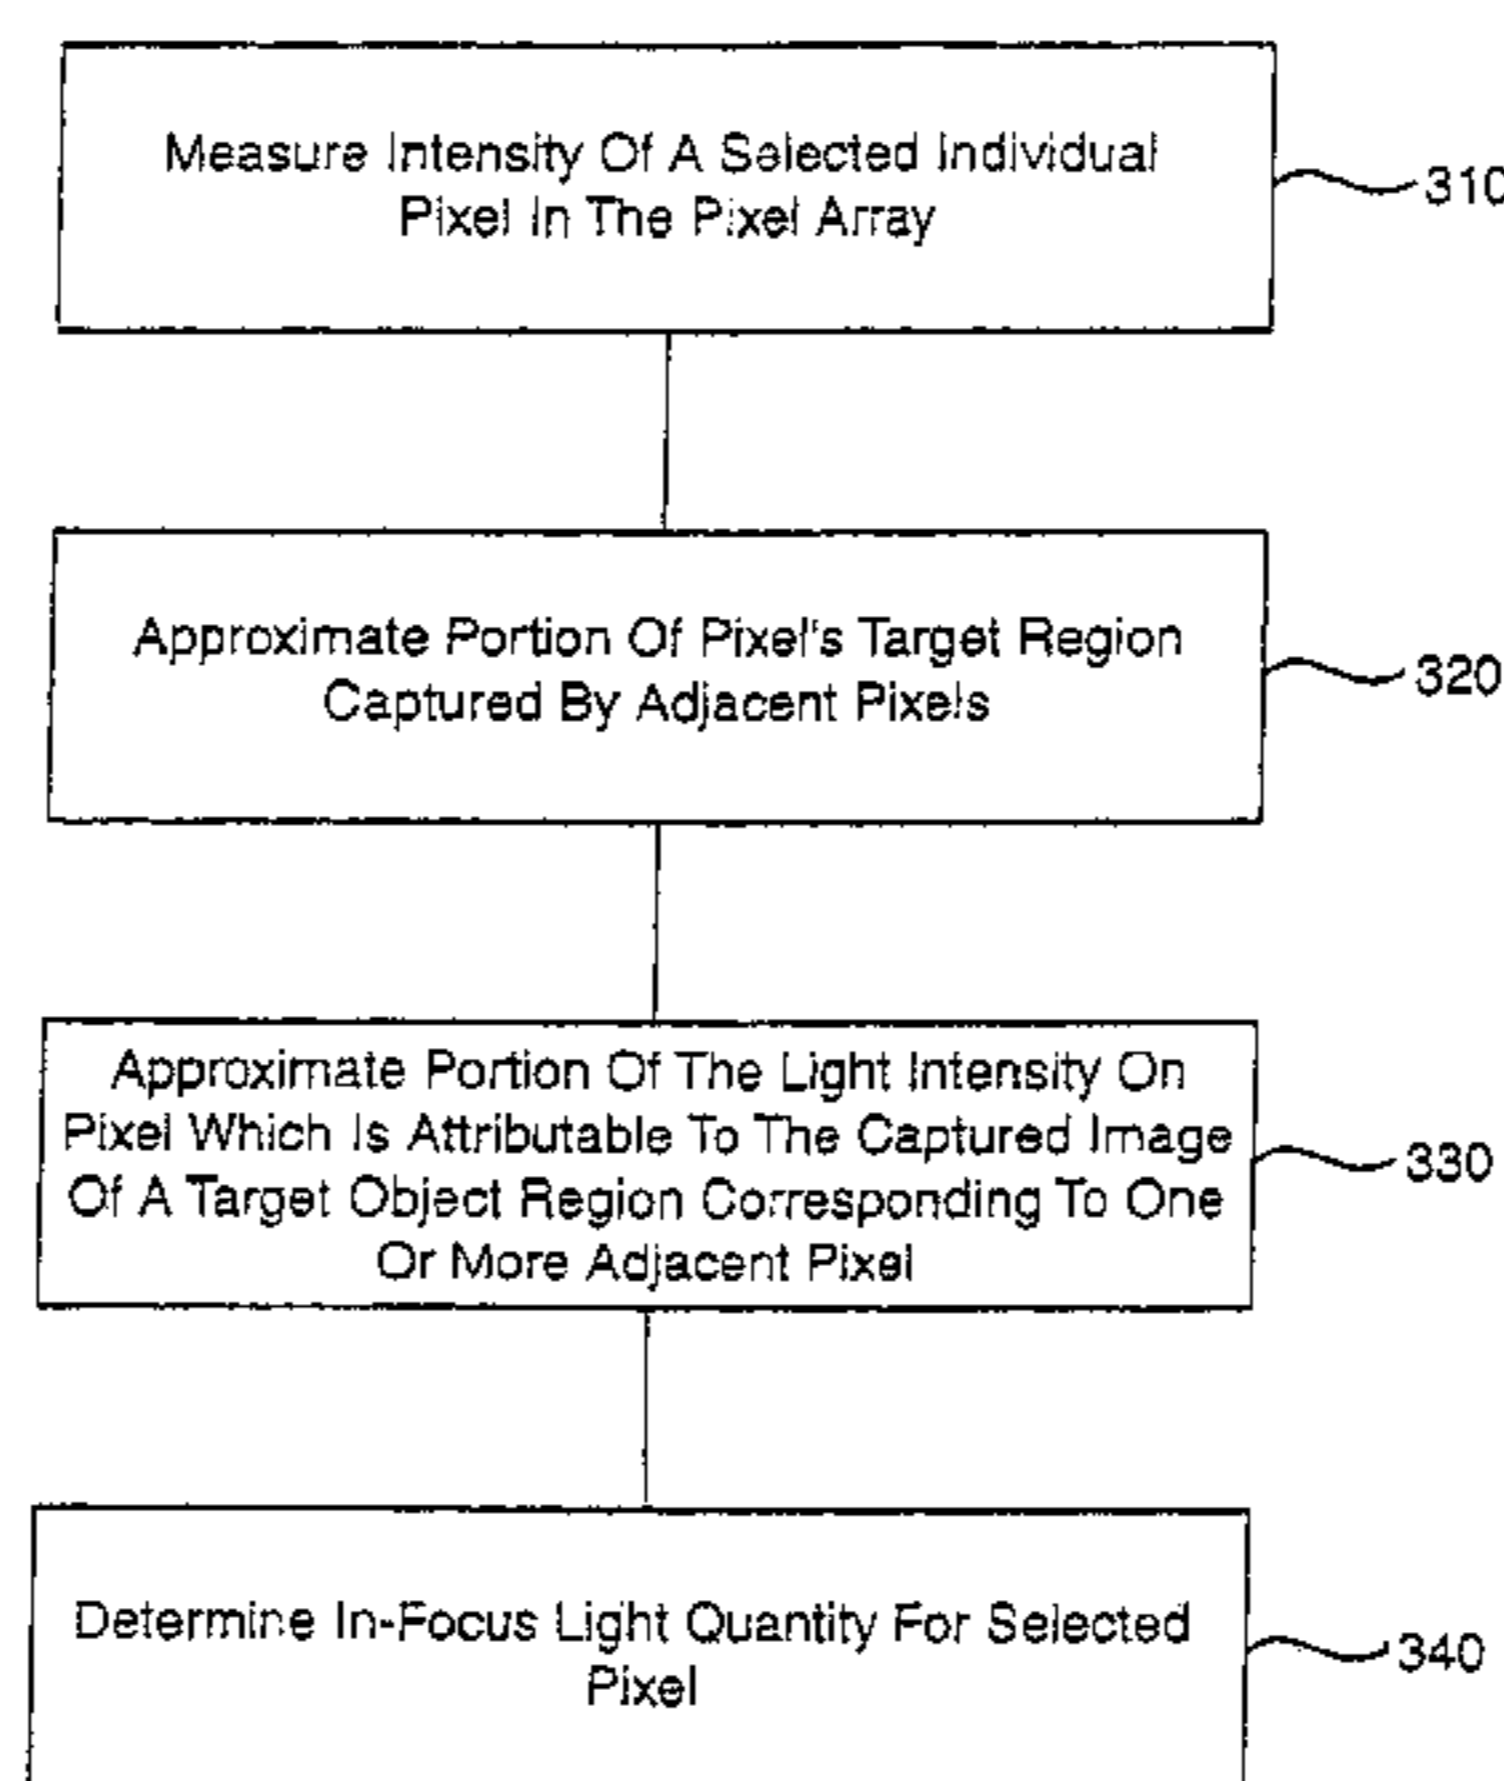 Measure Intensity Of A Selected Individual
Pixel In The Pixel Array
310
Approximate Portion Of Pixel's Target Region
Captured By Adjacent Pixels
320
Approximate Portion Of The Light Intensity On
Pixel Which Is Attributable To The Captured Image
Of A Target Object Region Corresponding To One
Or More Adjacent Pixel
330
Determine In-Focus Light Quantity For Selected
Pixel
340